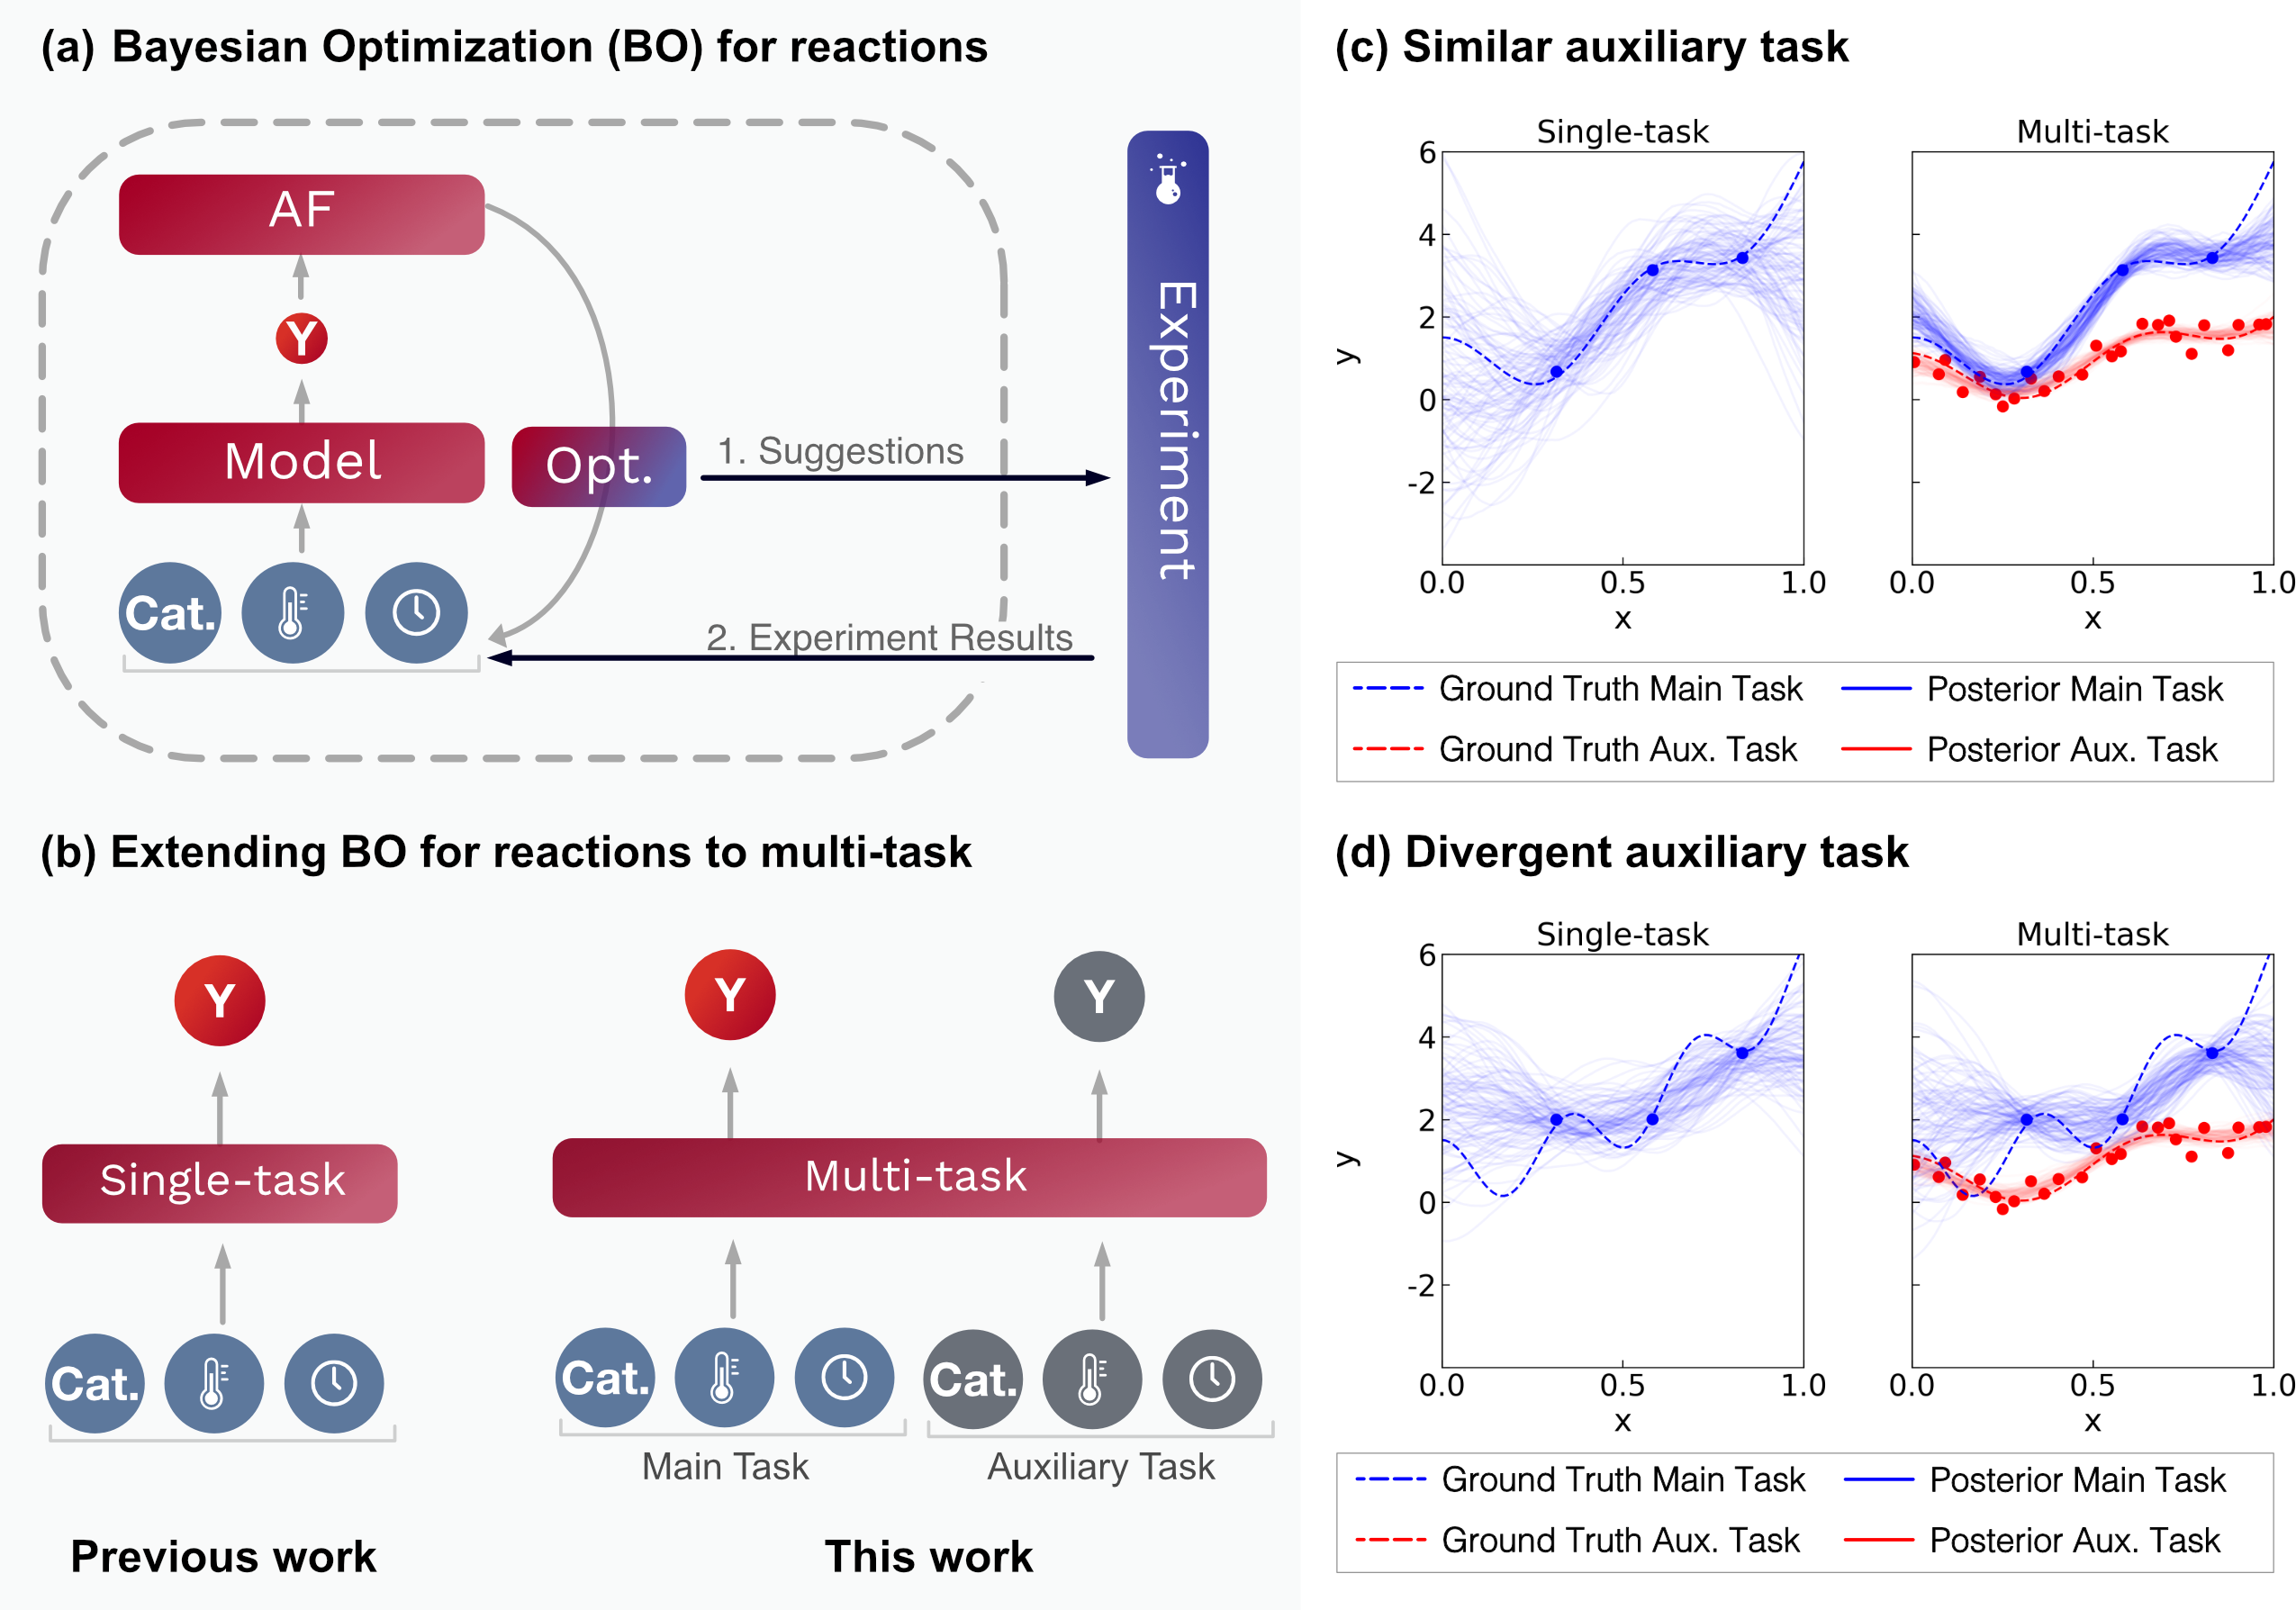 (a) Bayesian Optimization (BO) for reactions
AF
Y
Model
Opt.
Cat.
1. Suggestions
2. Experiment Results
Experiment
(b) Extending BO for reactions to multi-task
Y
Single-task
Cat.
Previous work
Y
Y
Multi-task
Cat.
Cat.
Main Task
Auxiliary Task
This work
(c) Similar auxiliary task
Single-task
6
4
2
0
-2
y
0.0
0.5
1.0
x
Multi-task
0.0
0.5
1.0
x
Ground Truth Main Task
Posterior Main Task
Ground Truth Aux. Task
Posterior Aux. Task
(d) Divergent auxiliary task
Single-task
6
4
2
0
-2
y
0.0
0.5
1.0
x
Multi-task
0.0
0.5
1.0
x
Ground Truth Main Task
Posterior Main Task
Ground Truth Aux. Task
Posterior Aux. Task